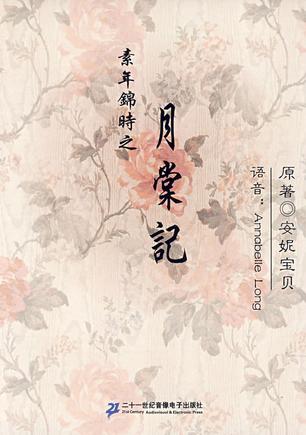 素年錦時之
月棠記
原著◎安妮宝贝
语音：Annabelle Long
21 二十一世纪音像电子出版社
21st Century Audiovisual & Electronic Press